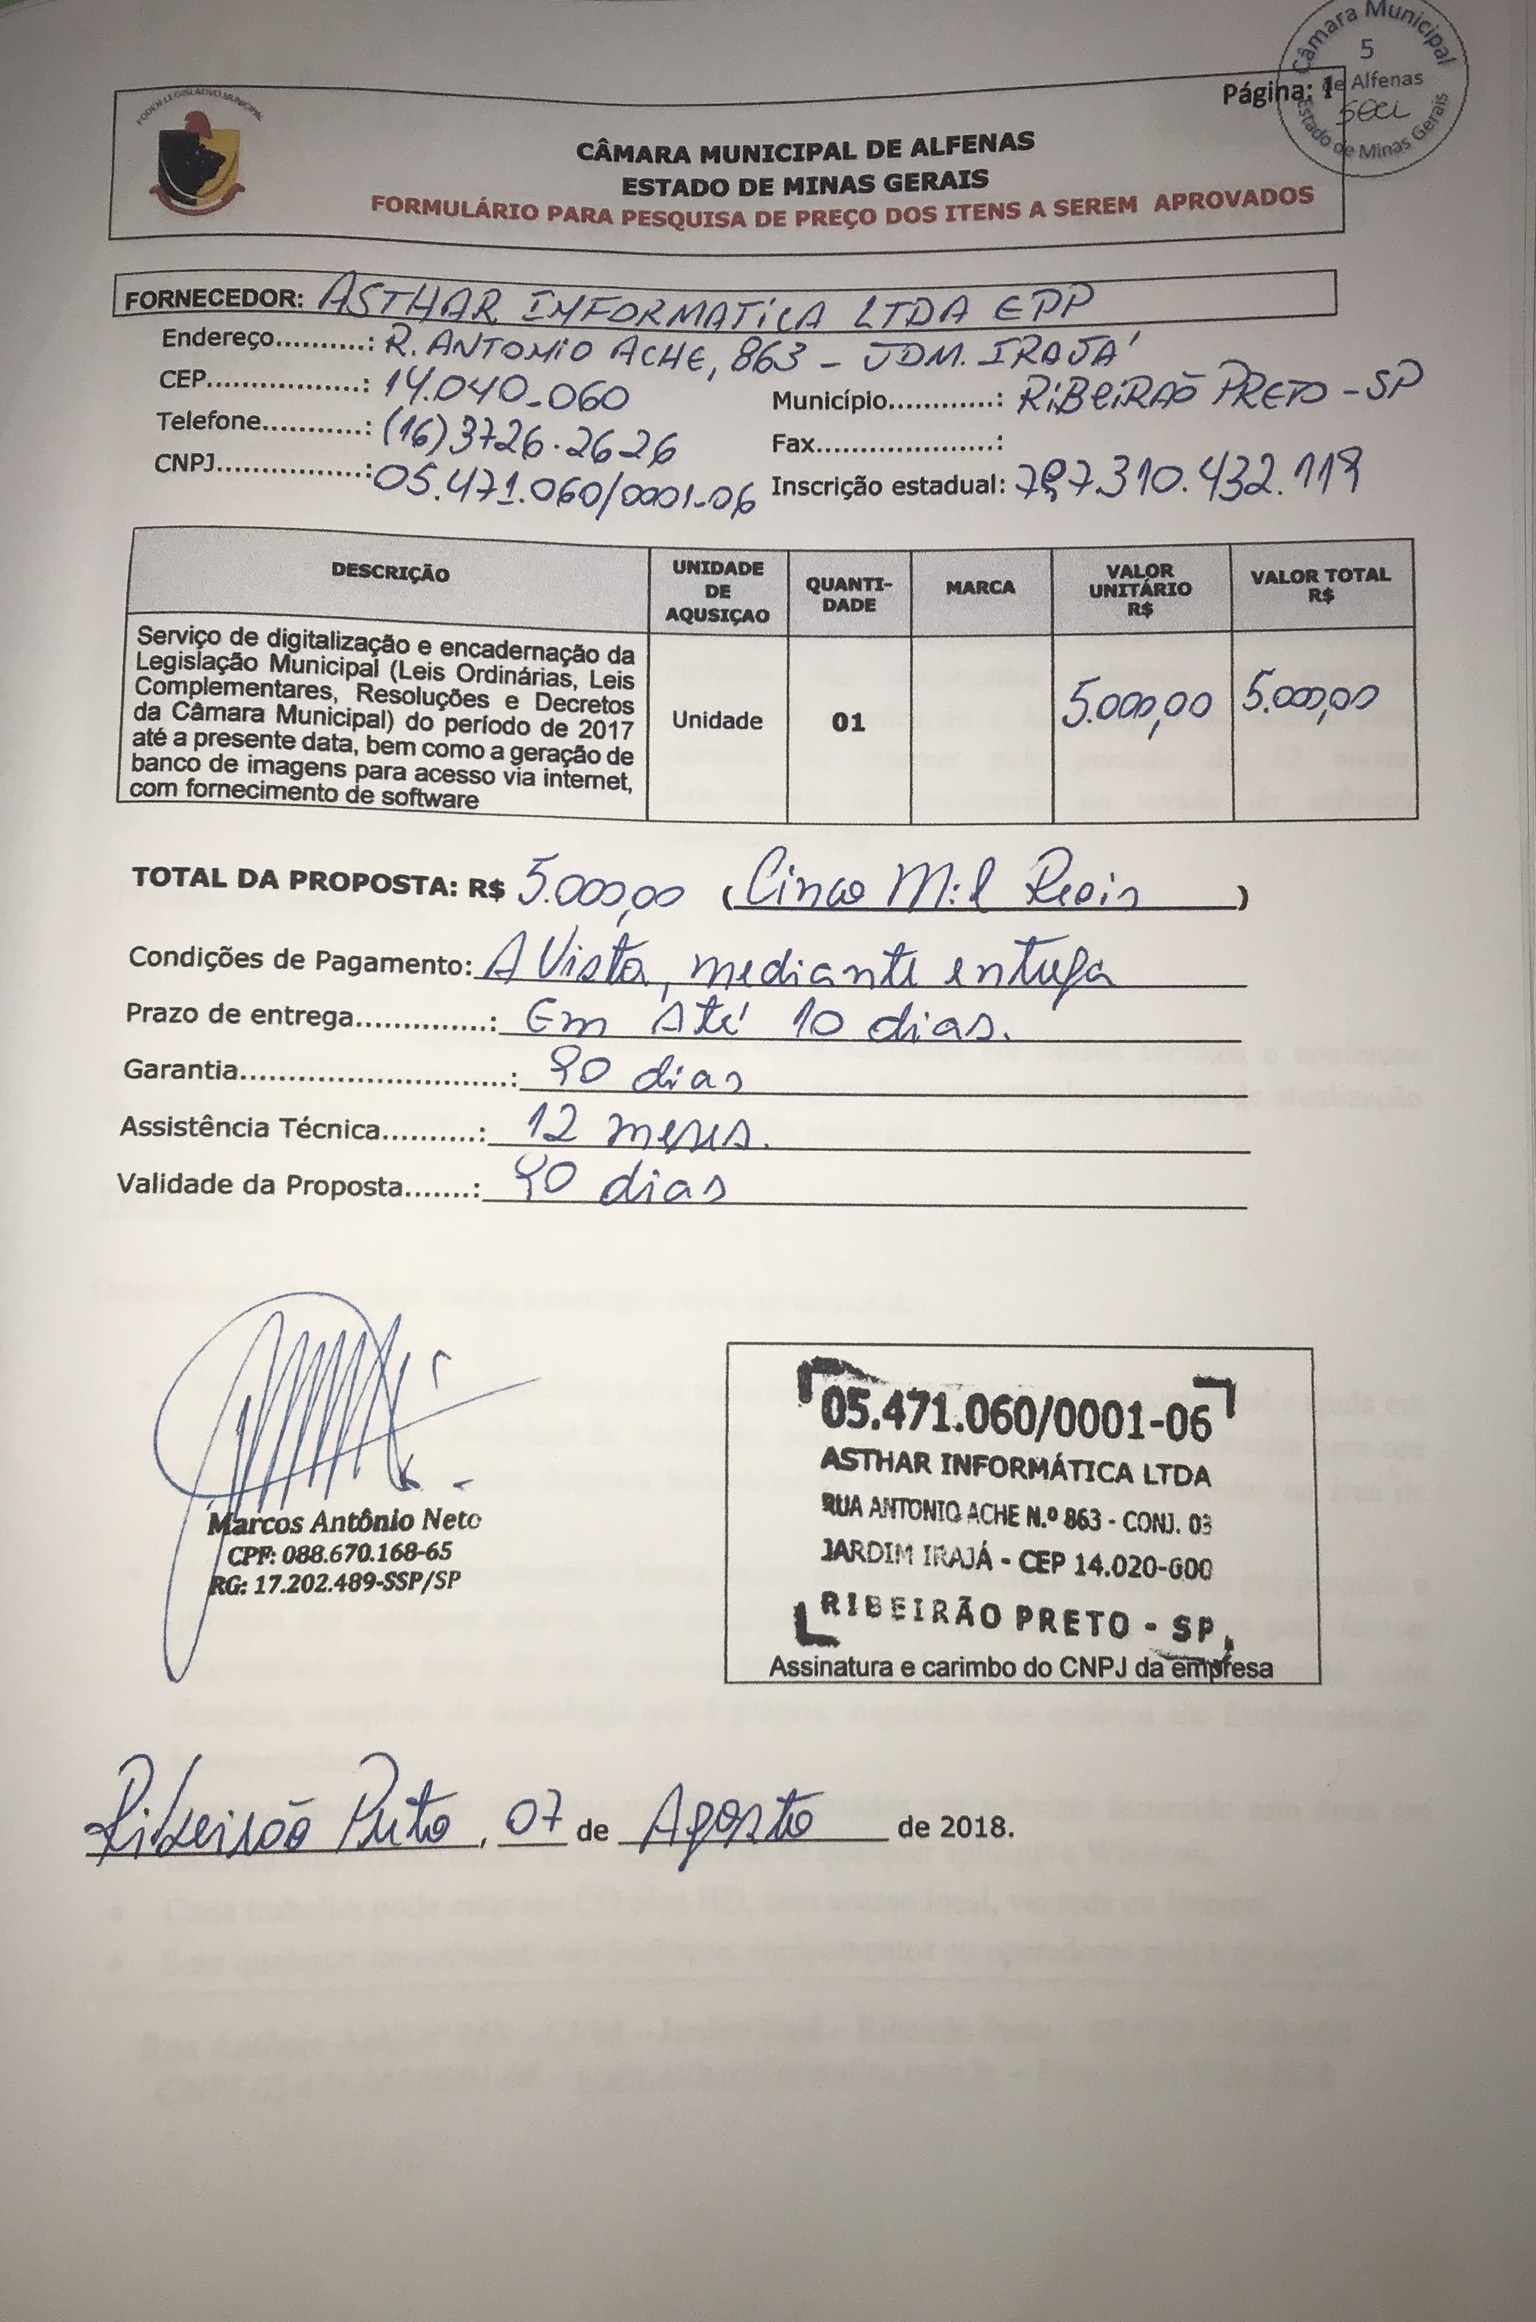 Câmara Municipal
5
de Alfenas
Estado de Minas Gerais
Página: 1
PODER LEGISLATIVO MUNICIPAL
CÂMARA MUNICIPAL DE ALFENAS
ESTADO DE MINAS GERAIS
FORMULÁRIO PARA PESQUISA DE PREÇO DOS ITENS A SEREM APROVADOS
FORNECEDOR: ASTHAR INFORMATICA LTDA EPP
Endereço..........: R. ANTONIO ACHE, 863 - JDM. IRAJÁ
CEP................: 14.040-060 Município............: RIBEIRÃO PRETO - SP
Telefone...........: (16) 3726-2626 Fax.....................:
CNPJ................: 05.471.060/0001-06 Inscrição estadual: 797.310.432.119
DESCRIÇÃO
UNIDADE
DE
AQUSIÇAO
QUANTI-
DADE
MARCA
VALOR
UNITÁRIO
R$
VALOR TOTAL
R$
Serviço de digitalização e encadernação da
Legislação Municipal (Leis Ordinárias, Leis
Complementares, Resoluções e Decretos
da Câmara Municipal) do período de 2017
até a presente data, bem como a geração de
banco de imagens para acesso via internet,
com fornecimento de software
Unidade
01
5.000,00
5.000,00
TOTAL DA PROPOSTA: R$ 5.000,00 (Cinco Mil Reais)
Condições de Pagamento: A Vista, mediante entrega
Prazo de entrega..............: Em Até 10 dias.
Garantia............................: 90 dias
Assistência Técnica..........: 12 meses.
Validade da Proposta.......: 90 dias
Marcos Antônio Neto
CPF: 088.670.168-65
RG: 17.202.489-SSP/SP
05.471.060/0001-06
ASTHAR INFORMÁTICA LTDA
RUA ANTONIO ACHE N.º 863 - CONJ. 03
JARDIM IRAJÁ - CEP 14.020-600
RIBEIRÃO PRETO - SP
Assinatura e carimbo do CNPJ da empresa
Ribeirão Preto, 07 de Agosto de 2018.